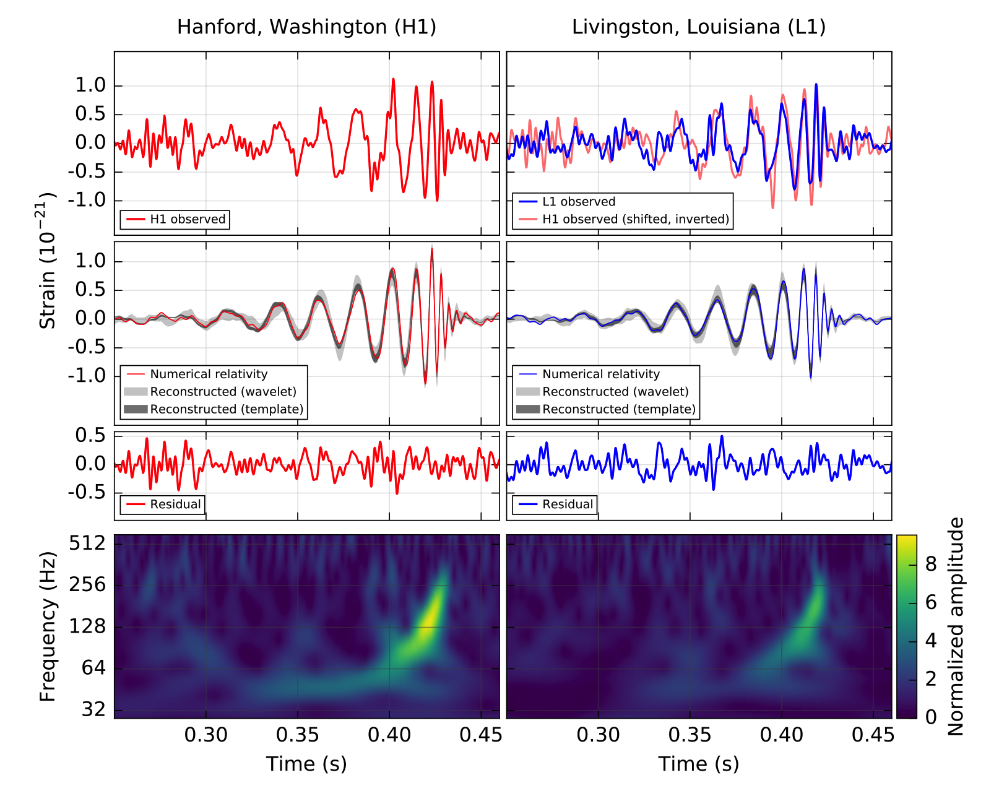 Hanford, Washington (H1)
Livingston, Louisiana (L1)
Strain (10−21)
1.0
0.5
0.0
-0.5
-1.0
H1 observed
L1 observed
H1 observed (shifted, inverted)
1.0
0.5
0.0
-0.5
-1.0
Numerical relativity
Reconstructed (wavelet)
Reconstructed (template)
Numerical relativity
Reconstructed (wavelet)
Reconstructed (template)
0.5
0.0
-0.5
Residual
Residual
Frequency (Hz)
512
256
128
64
32
Normalized amplitude
8
6
4
2
0
0.30 0.35 0.40 0.45
0.30 0.35 0.40 0.45
Time (s)
Time (s)